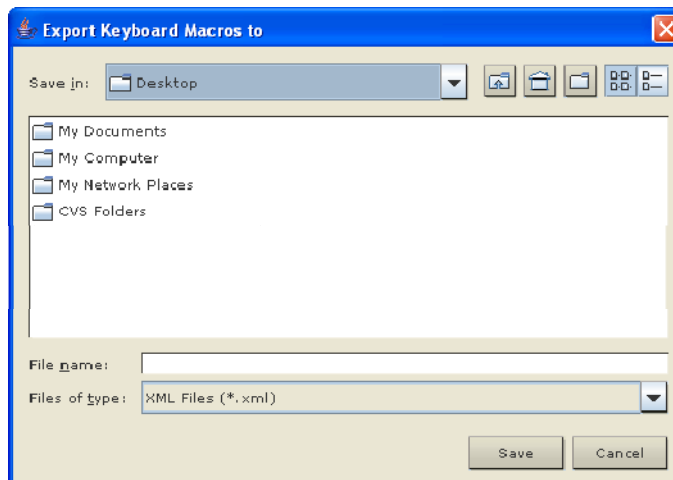 Export Keyboard Macros to
Save in: Desktop
My Documents
My Computer
My Network Places
CVS Folders
File name:
Files of type: XML Files (*.xml)
Save Cancel